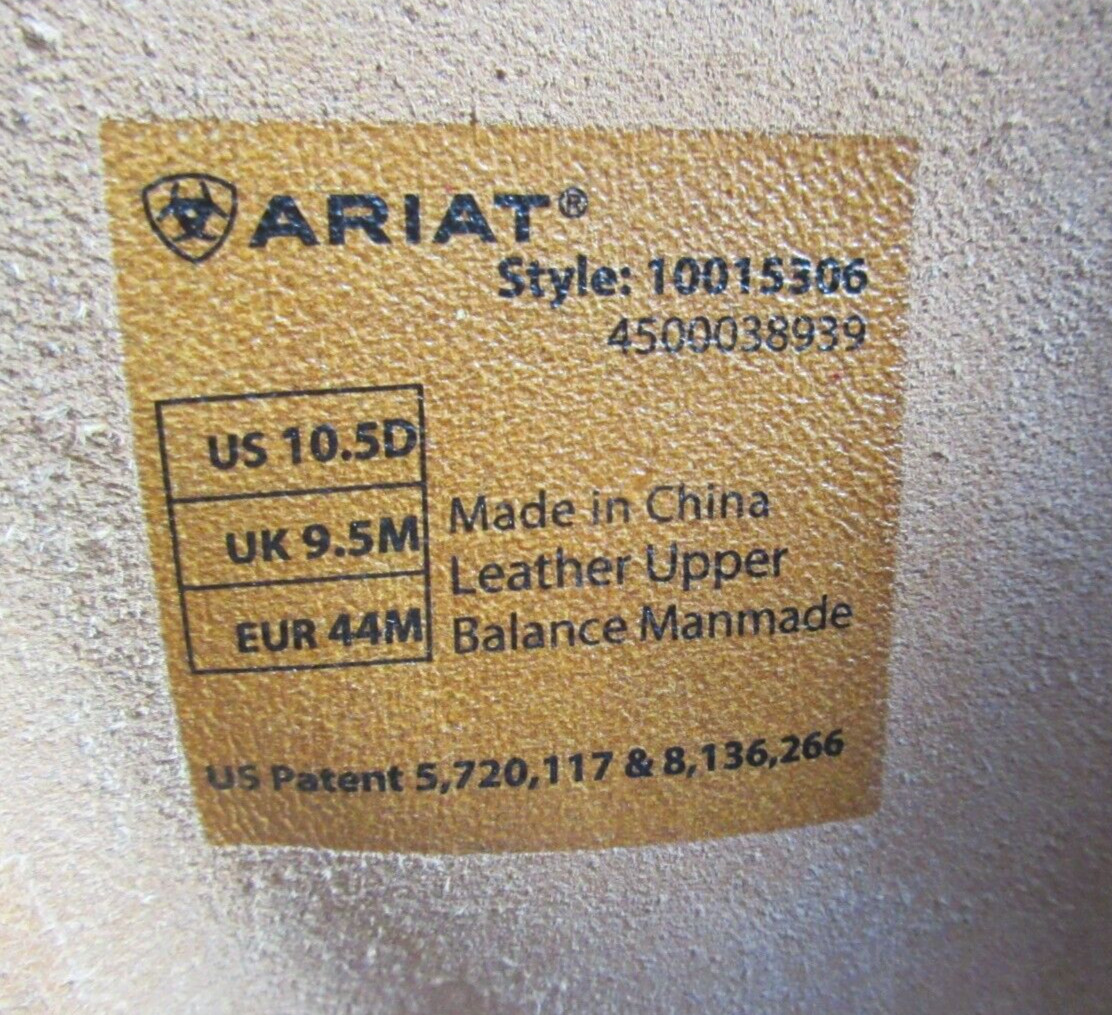 ARIAT®
Style: 10015306
4500038939
US 10.5D
UK 9.5M
EUR 44M
Made in China
Leather Upper
Balance Manmade
US Patent 5,720,117 & 8,136,266